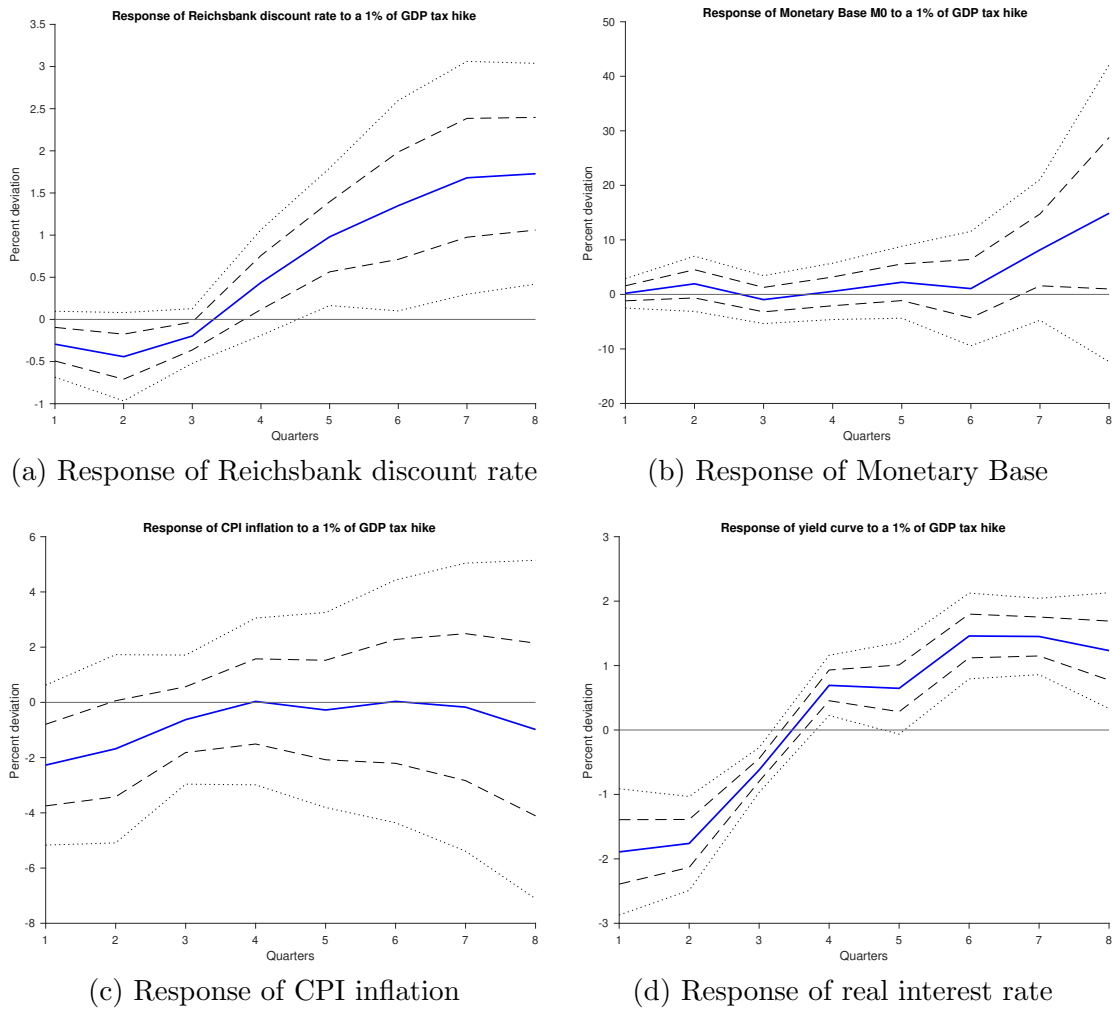 Response of Reichsbank discount rate to a 1% of GDP tax hike
3.5
3
2.5
2
1.5
1
0.5
0
-0.5
-1
Percent deviation
1 2 3 4 5 6 7 8
Quarters
(a) Response of Reichsbank discount rate
Response of Monetary Base M0 to a 1% of GDP tax hike
50
40
30
20
10
0
-10
-20
Percent deviation
1 2 3 4 5 6 7 8
Quarters
(b) Response of Monetary Base
Response of CPI inflation to a 1% of GDP tax hike
6
4
2
0
-2
-4
-6
-8
Percent deviation
1 2 3 4 5 6 7 8
Quarters
(c) Response of CPI inflation
Response of yield curve to a 1% of GDP tax hike
3
2
1
0
-1
-2
-3
Percent deviation
1 2 3 4 5 6 7 8
Quarters
(d) Response of real interest rate